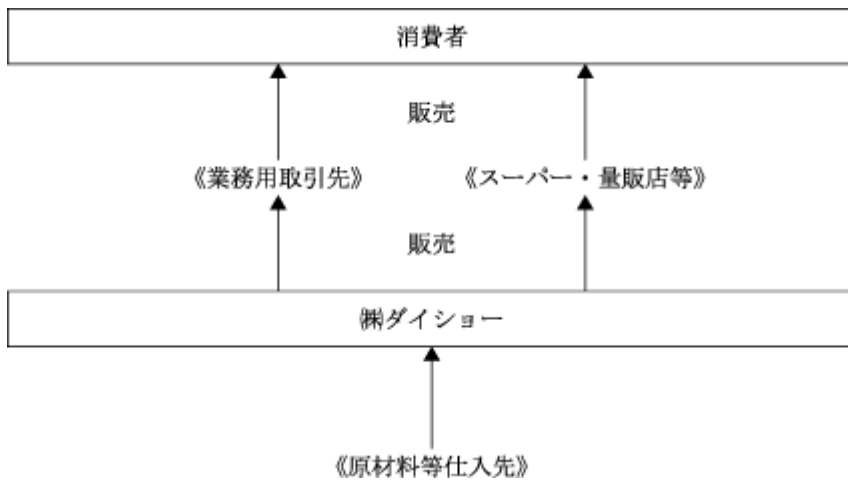 消費者
販売
《業務用取引先》
《スーパー・量販店等》
販売
㈱ダイショー
《原材料等仕入先》